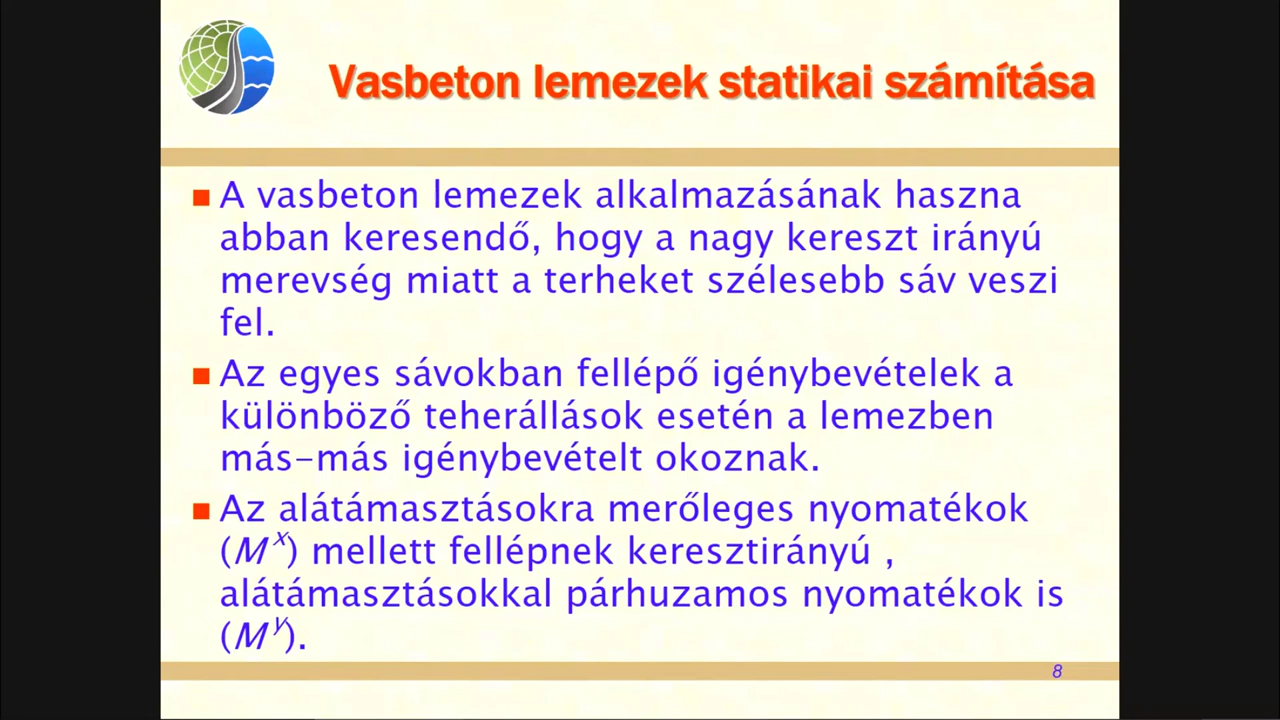 Vasbeton lemezek statikai számítása
A vasbeton lemezek alkalmazásának haszna
abban keresendő, hogy a nagy kereszt irányú
merevség miatt a terheket szélesebb sáv veszi
fel.
Az egyes sávokban fellépő igénybevételek a
különböző teherállások esetén a lemezben
más-más igénybevételt okoznak.
Az alátámasztásokra merőleges nyomatékok
(M^x) mellett fellépnek keresztirányú ,
alátámasztásokkal párhuzamos nyomatékok is
(M^y).
8